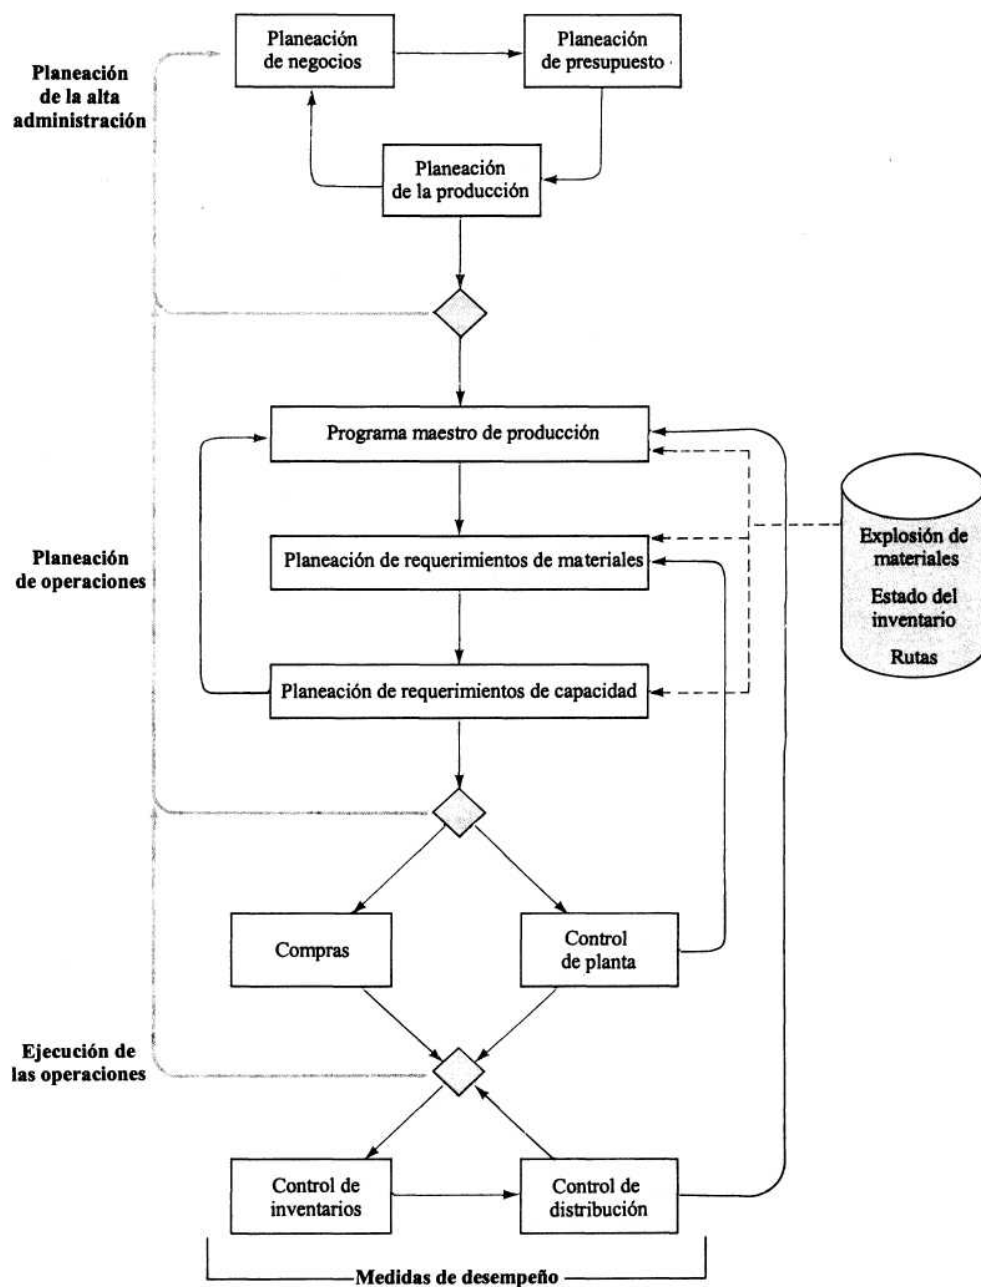 Planeación
de negocios
Planeación
de presupuesto
Planeación
de la alta
administración
Planeación
de la producción
Programa maestro de producción
Planeación de requerimientos de materiales
Planeación de requerimientos de capacidad
Planeación
de operaciones
Explosión de
materiales
Estado del
inventario
Rutas
Compras
Control
de planta
Ejecución de
las operaciones
Control de
inventarios
Control de
distribución
Medidas de desempeño